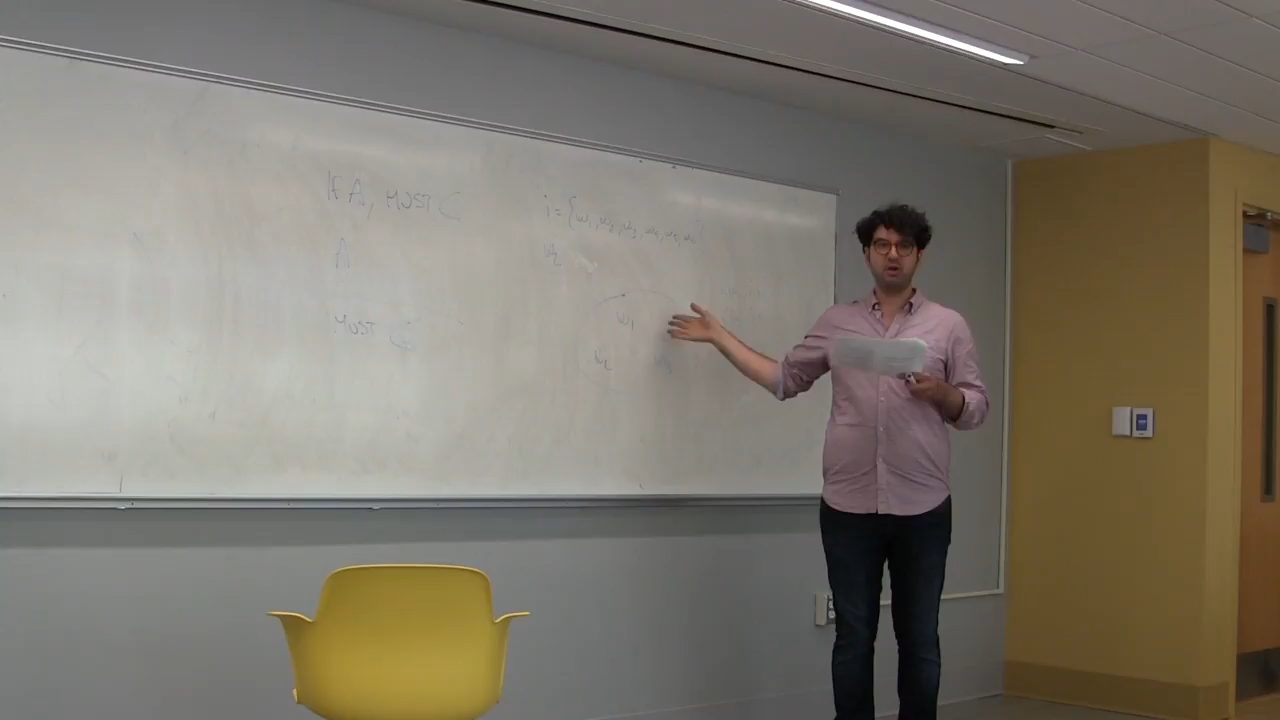 If A, MUST C
A
MUST C
i = {w₁, w₂, w₃, w₄, w₅, w₆}
w₁
w₂